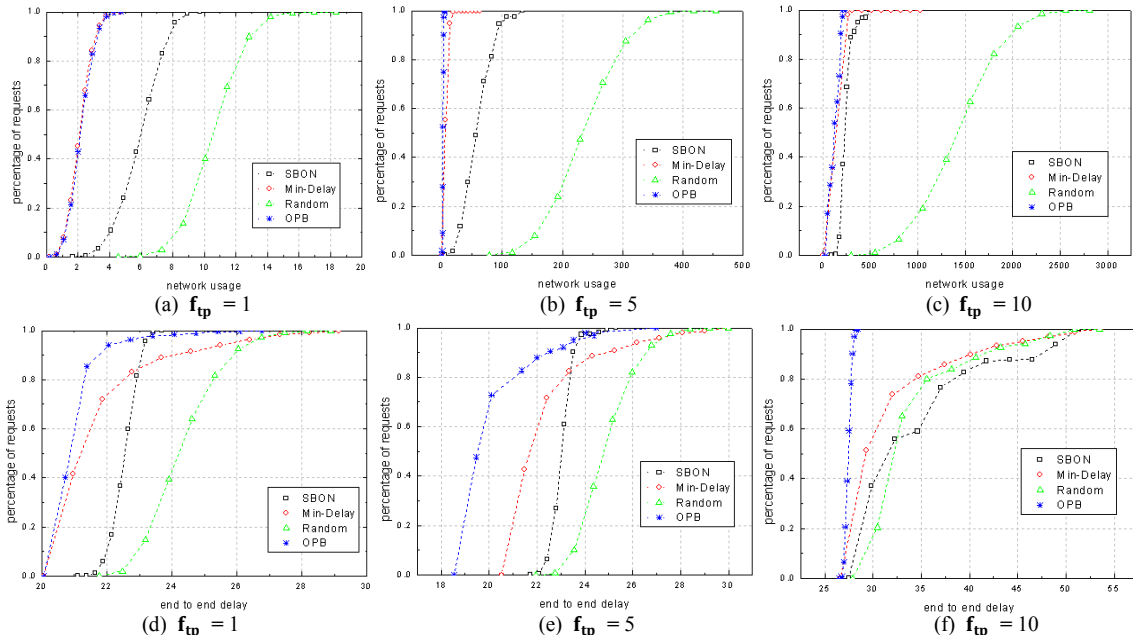 1.0
0.8
0.6
0.4
0.2
0.0
percentage of requests
SBON
Min-Delay
Random
OPB
0 2 4 6 8 10 12 14 16 18 20
network usage
(a) f_tp = 1
1.0
0.8
0.6
0.4
0.2
0.0
percentage of requests
SBON
Min-Delay
Random
OPB
0 100 200 300 400 500
network usage
(b) f_tp = 5
1.0
0.8
0.6
0.4
0.2
0.0
percentage of requests
SBON
Min-Delay
Random
OPB
0 500 1000 1500 2000 2500 3000
network usage
(c) f_tp = 10
1.0
0.8
0.6
0.4
0.2
0.0
percentage of requests
SBON
Min-Delay
Random
OPB
20 22 24 26 28 30
end to end delay
(d) f_tp = 1
1.0
0.8
0.6
0.4
0.2
0.0
percentage of requests
SBON
Min-Delay
Random
OPB
18 20 22 24 26 28 30
end to end delay
(e) f_tp = 5
1.0
0.8
0.6
0.4
0.2
0.0
percentage of requests
SBON
Min-Delay
Random
OPB
25 30 35 40 45 50 55
end to end delay
(f) f_tp = 10